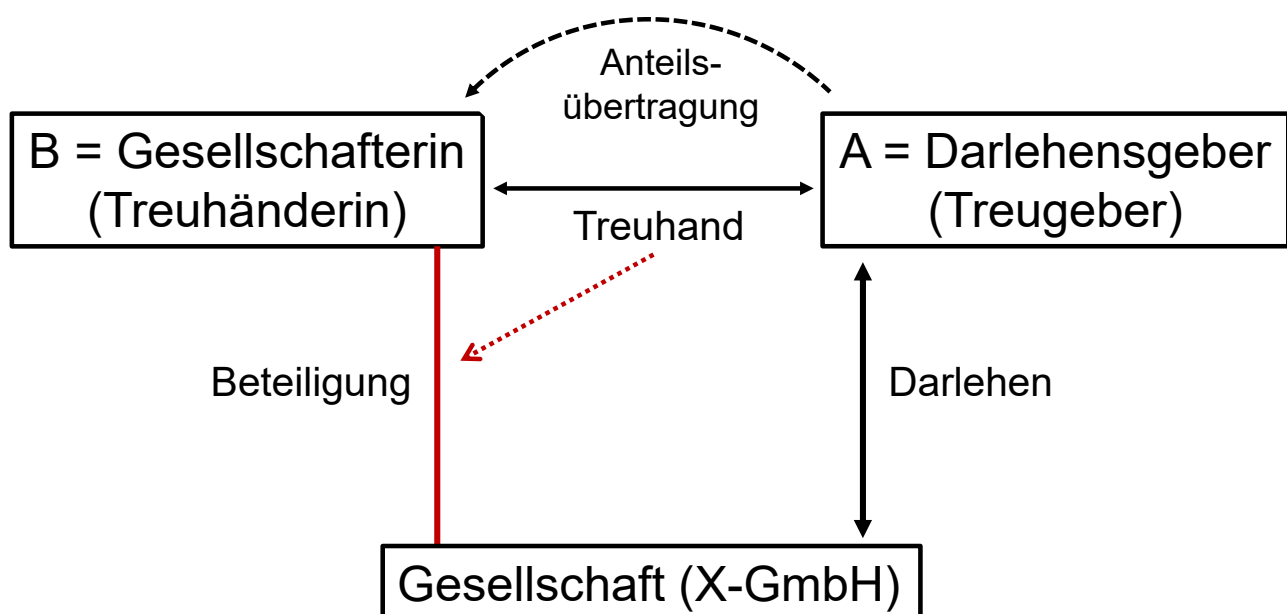 Anteils-
übertragung
B = Gesellschafterin
(Treuhänderin)
A = Darlehensgeber
(Treugeber)
Treuhand
Beteiligung
Darlehen
Gesellschaft (X-GmbH)